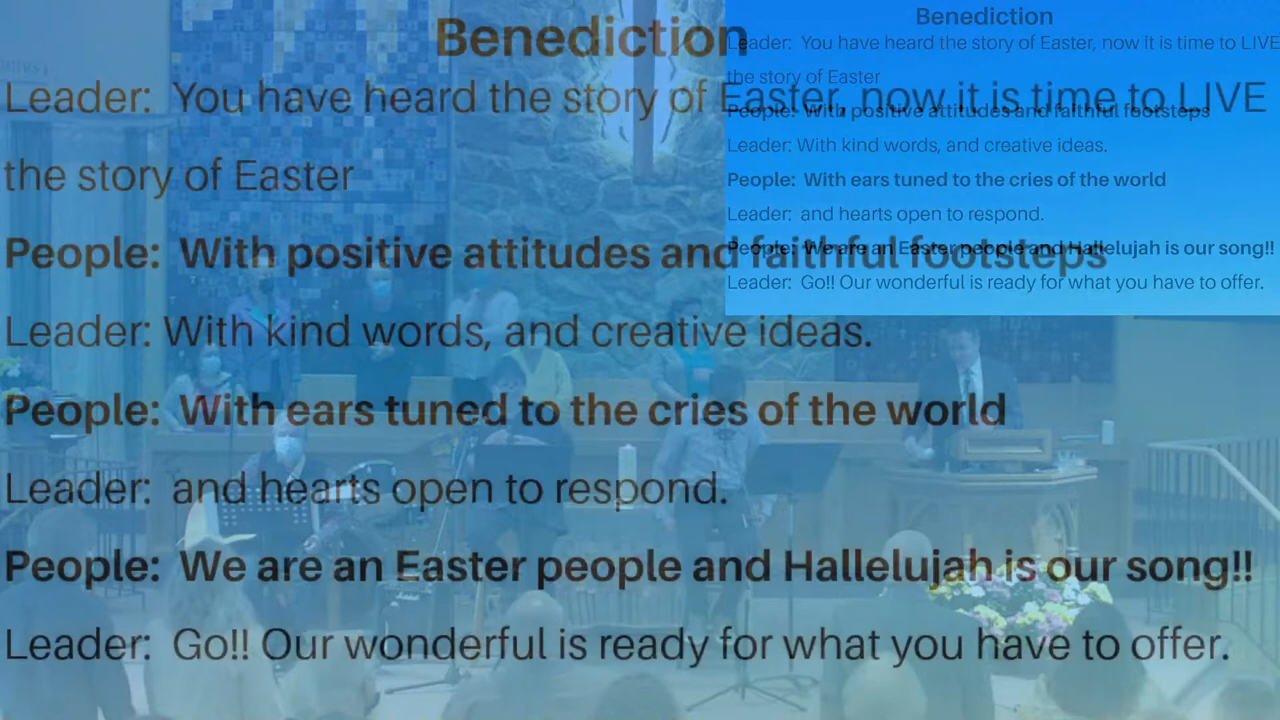 Benediction
Leader: You have heard the story of Easter, now it is time to LIVE
the story of Easter
People: With positive attitudes and faithful footsteps
Leader: With kind words, and creative ideas.
People: With ears tuned to the cries of the world
Leader: and hearts open to respond.
People: We are an Easter people and Hallelujah is our song!!
Leader: Go!! Our wonderful is ready for what you have to offer.
Benediction
Leader: You have heard the story of Easter, now it is time to LIVE
the story of Easter
People: With positive attitudes and faithful footsteps
Leader: With kind words, and creative ideas.
People: With ears tuned to the cries of the world
Leader: and hearts open to respond.
People: We are an Easter people and Hallelujah is our song!!
Leader: Go!! Our wonderful is ready for what you have to offer.